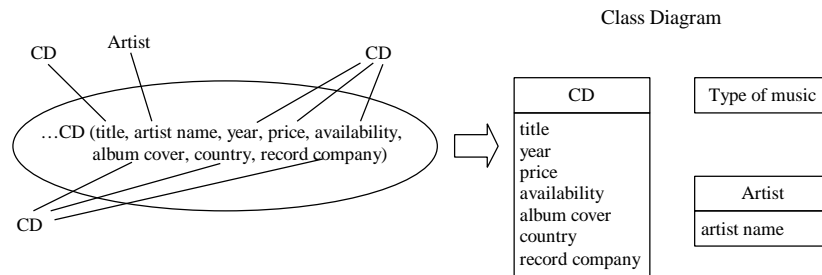 Class Diagram
CD
Artist
CD
…CD (title, artist name, year, price, availability,
album cover, country, record company)
CD
CD
title
year
price
availability
album cover
country
record company
Type of music
Artist
artist name